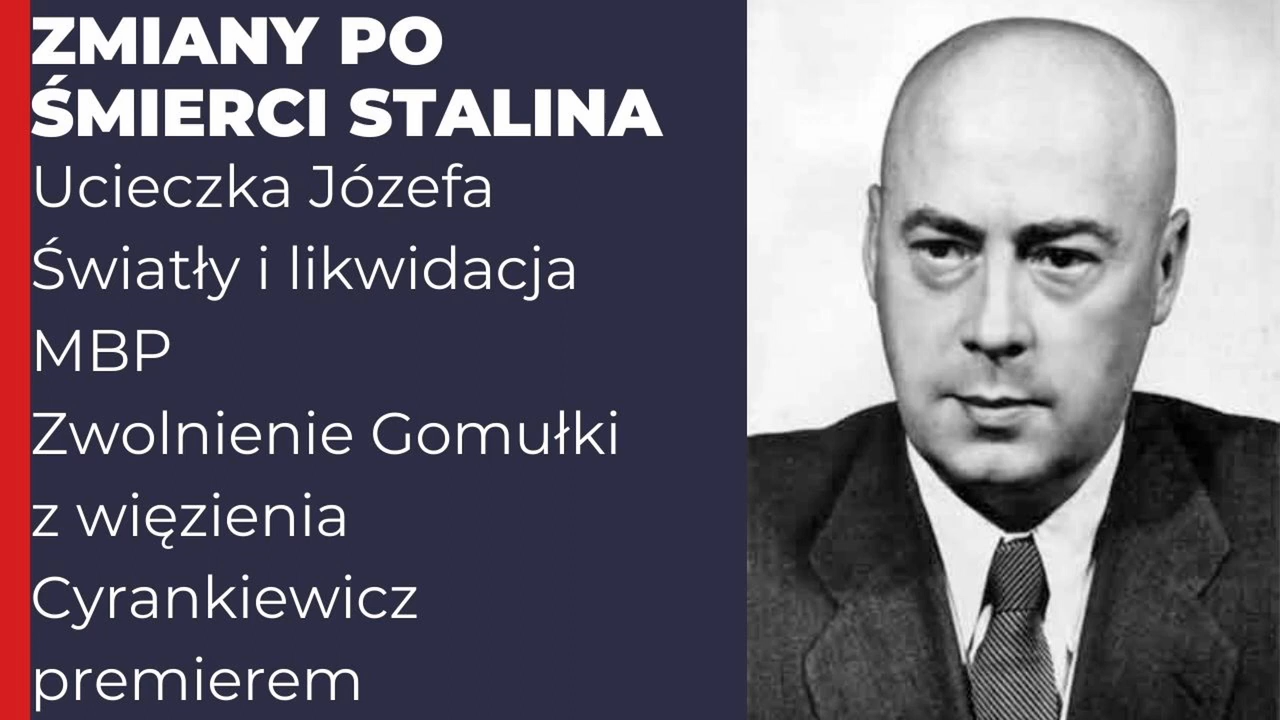 ZMIANY PO
ŚMIERCI STALINA
Ucieczka Józefa
Światły i likwidacja
MBP
Zwolnienie Gomułki
z więzienia
Cyrankiewicz
premierem